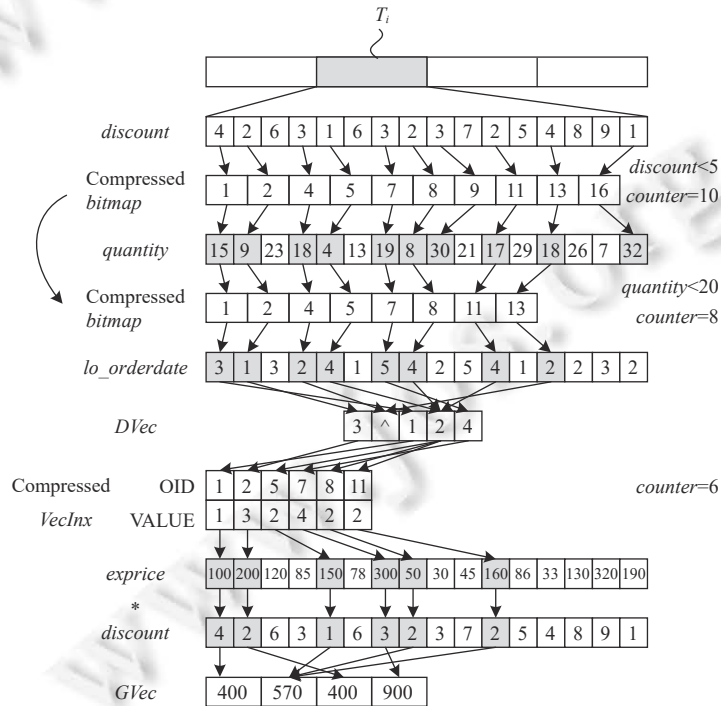 Ti
discount 4 2 6 3 1 6 3 2 3 7 2 5 4 8 9 1
discount<5
Compressed bitmap 1 2 4 5 7 8 9 11 13 16
counter=10
quantity 15 9 23 18 4 13 19 8 30 21 17 29 18 26 7 32
quantity<20
Compressed bitmap 1 2 4 5 7 8 11 13
counter=8
lo_orderdate 3 1 3 2 4 1 5 4 2 5 4 1 2 2 3 2
DVec 3 ^ 1 2 4
Compressed OID 1 2 5 7 8 11
counter=6
VecInx VALUE 1 3 2 4 2 2
exprice 100 200 120 85 150 78 300 50 30 45 160 86 33 130 320 190
*
discount 4 2 6 3 1 6 3 2 3 7 2 5 4 8 9 1
GVec 400 570 400 900